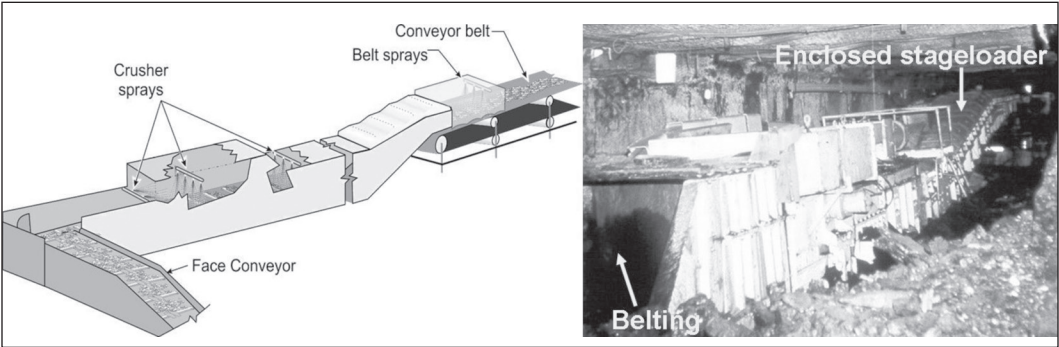 Conveyor belt
Belt sprays
Crusher
sprays
Face Conveyor
Enclosed stageloader
Belting